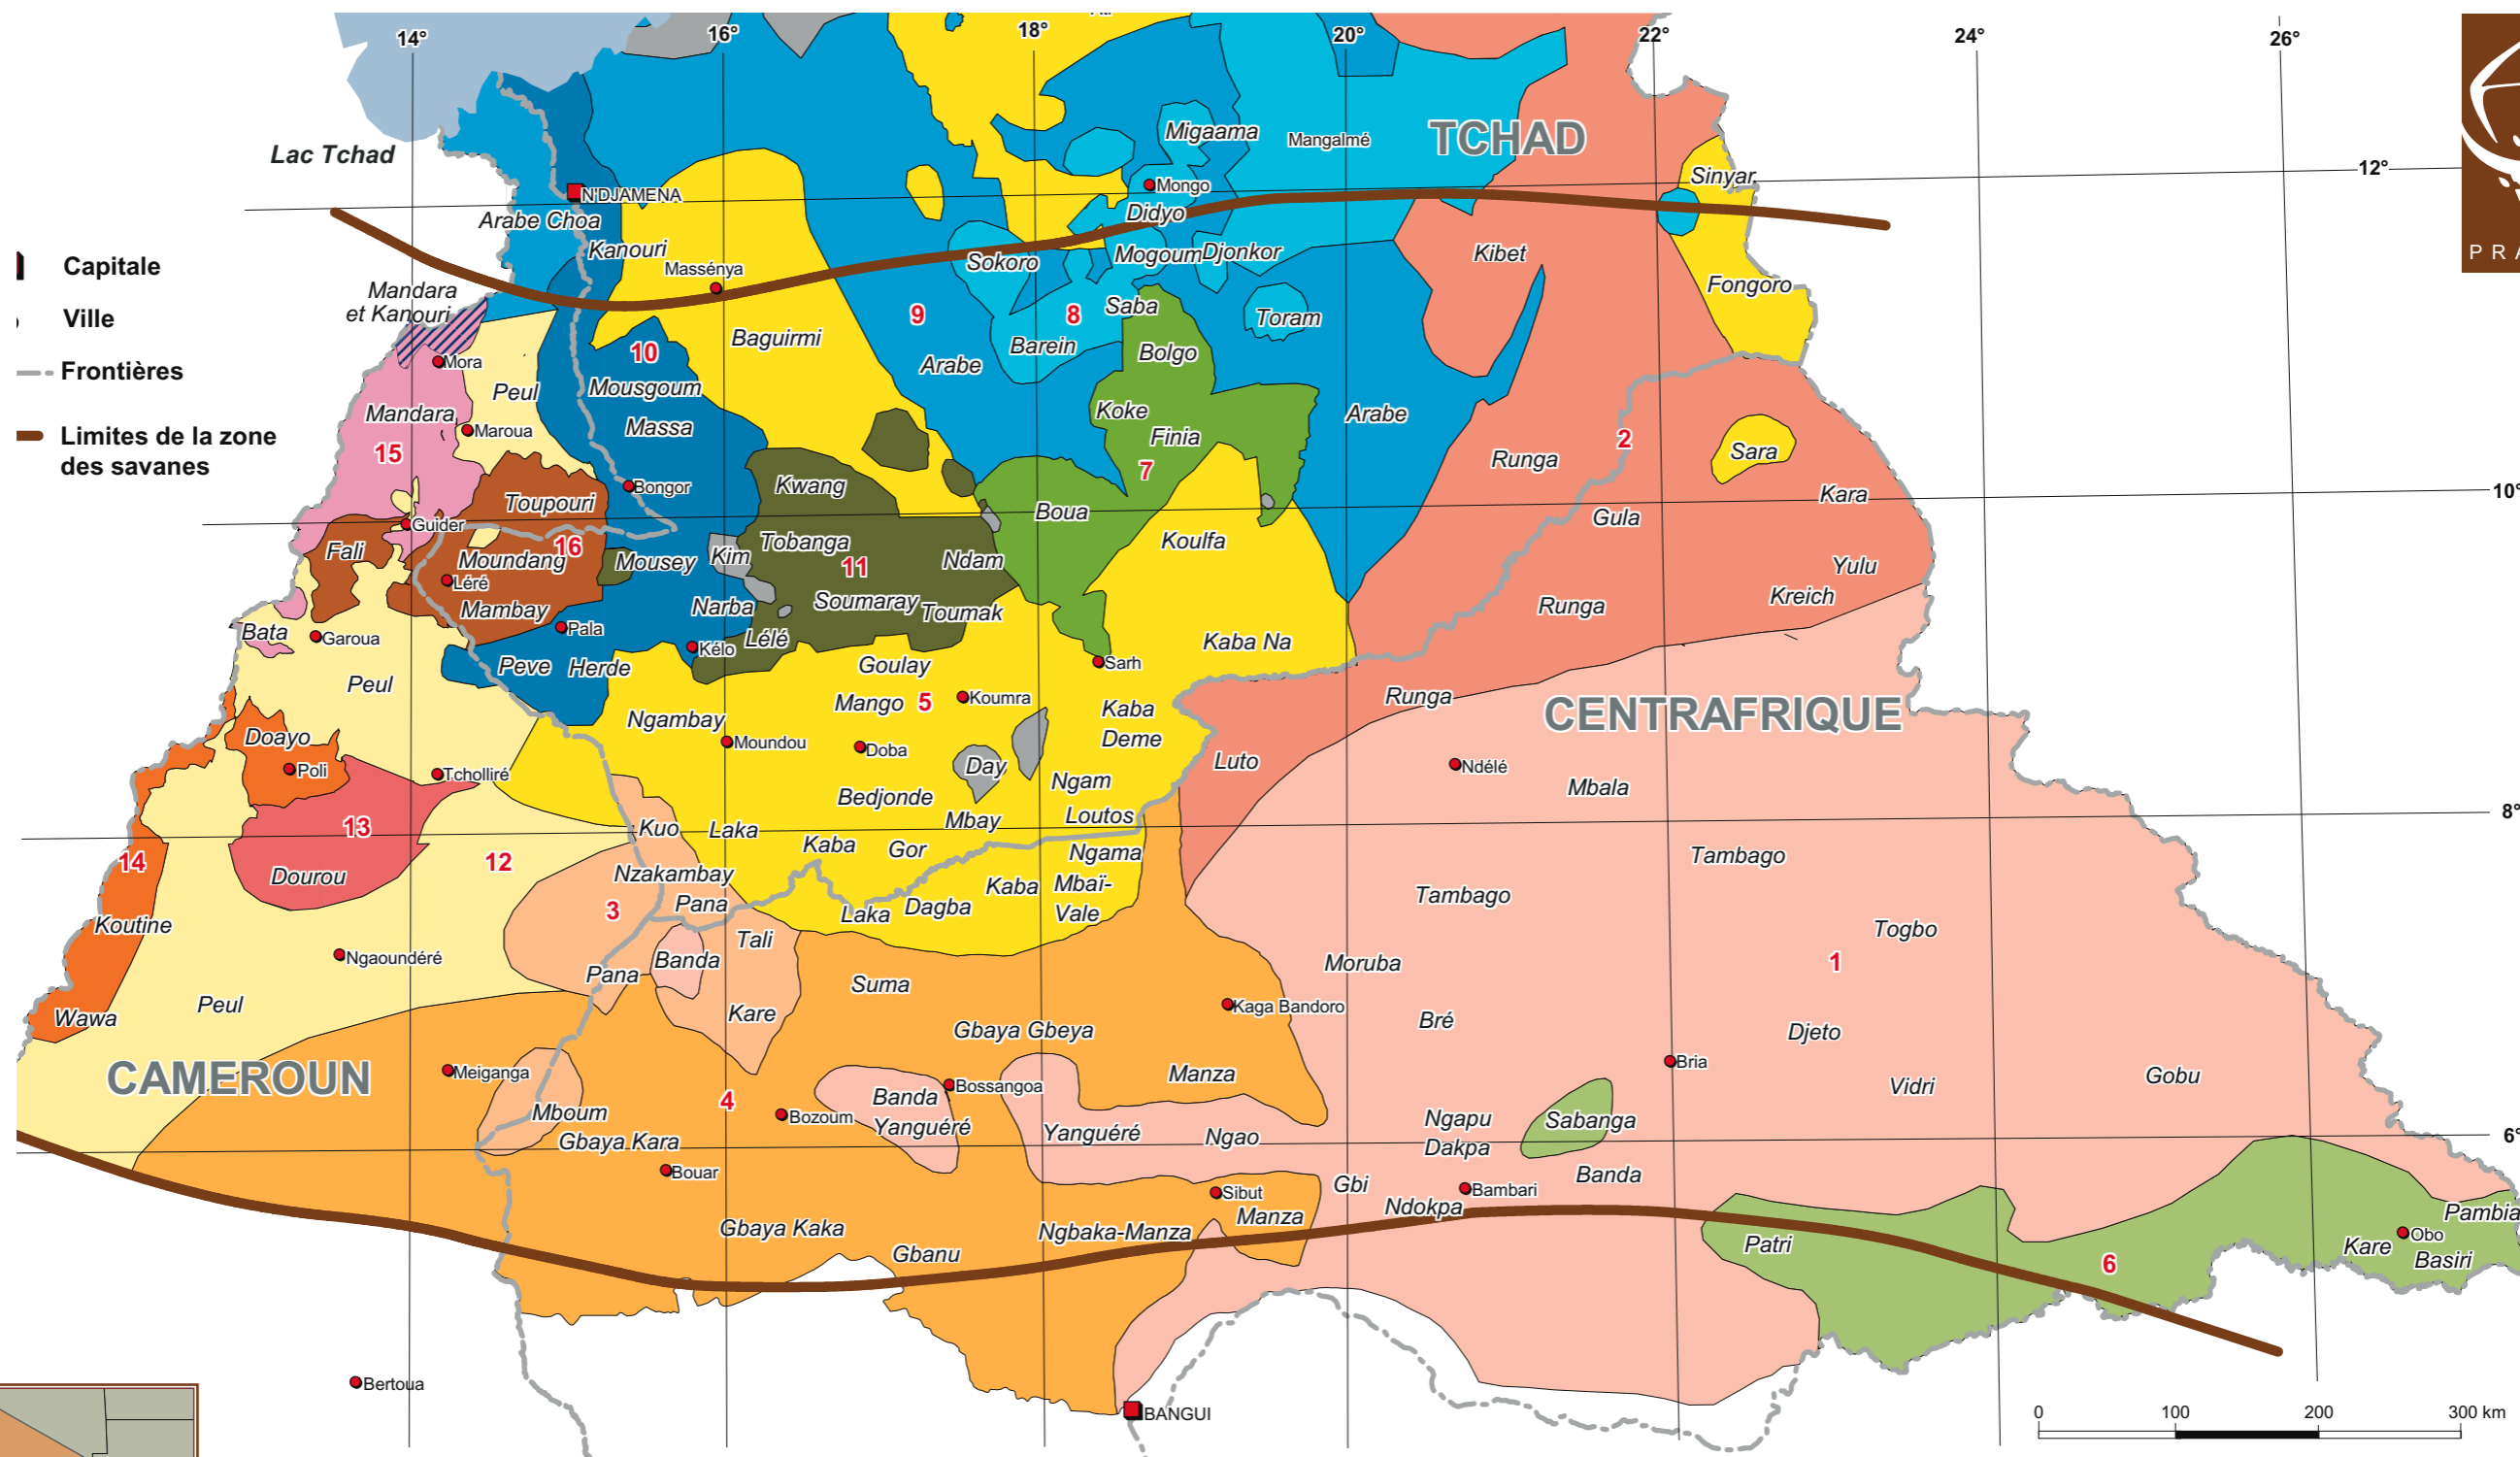 14°
16°
18°
20°
22°
24°
26°
Lac Tchad
Migaama
Mangalmé
TCHAD
12°
Sinyar
Mongo
N'DJAMENA
Arabe Choa
Didyo
Kanouri
Massénya
Sokoro
Mogoum
Djonkor
Kibet
PRA
Capitale
Ville
Frontières
Limites de la zone
des savanes
Mandara
et Kanouri
Fongoro
9
8
Saba
Toram
10
Baguirmi
Barein
Bolgo
Mora
Arabe
Peul
Mousgoum
Mandara
Maroua
Massa
Koke
Finia
Arabe
15
7
2
Sara
Runga
Bongor
Kwang
Kara
10°
Toupouri
Boua
Gula
Guider
Fali
16
Moundang
Mousey
Kim
Tobanga
11
Ndam
Koulfa
Yulu
Léré
Mambay
Narba
Soumaray
Toumak
Runga
Kreich
Bata
Garoua
Pala
Kélo
Lélé
Kaba Na
Peve
Herde
Goulay
Sarh
Peul
Mango
5
Koumra
Runga
CENTRAFRIQUE
Ngambay
Kaba
Deme
Doayo
Moundou
Doba
Poli
Tcholliré
Day
Luto
Ndélé
Ngam
Mbala
Bedjonde
13
Kuo
Laka
Mbay
Loutos
8°
14
12
Kaba
Gor
Ngama
Tambago
Dourou
Nzakambay
Kaba
Mbaï-
Vale
Tambago
3
Pana
Laka
Dagba
Koutine
Tali
Togbo
Ngaoundéré
Banda
Moruba
1
Pana
Suma
Peul
Wawa
Kare
Kaga Bandoro
Bré
Gbaya Gbeya
Djeto
CAMEROUN
Meiganga
Manza
Bria
Gobu
4
Banda
Yanguéré
Bossangoa
Vidri
Mboum
Bozoum
Ngapu
Dakpa
Sabanga
Gbaya Kara
Yanguéré
Ngao
6°
Bouar
Gbi
Banda
Sibut
Bambari
Manza
Ndokpa
Pambia
Gbaya Kaka
Ngbaka-Manza
Gbanu
Patri
Kare
Obo
Basiri
6
Bertoua
BANGUI
0
100
200
300 km